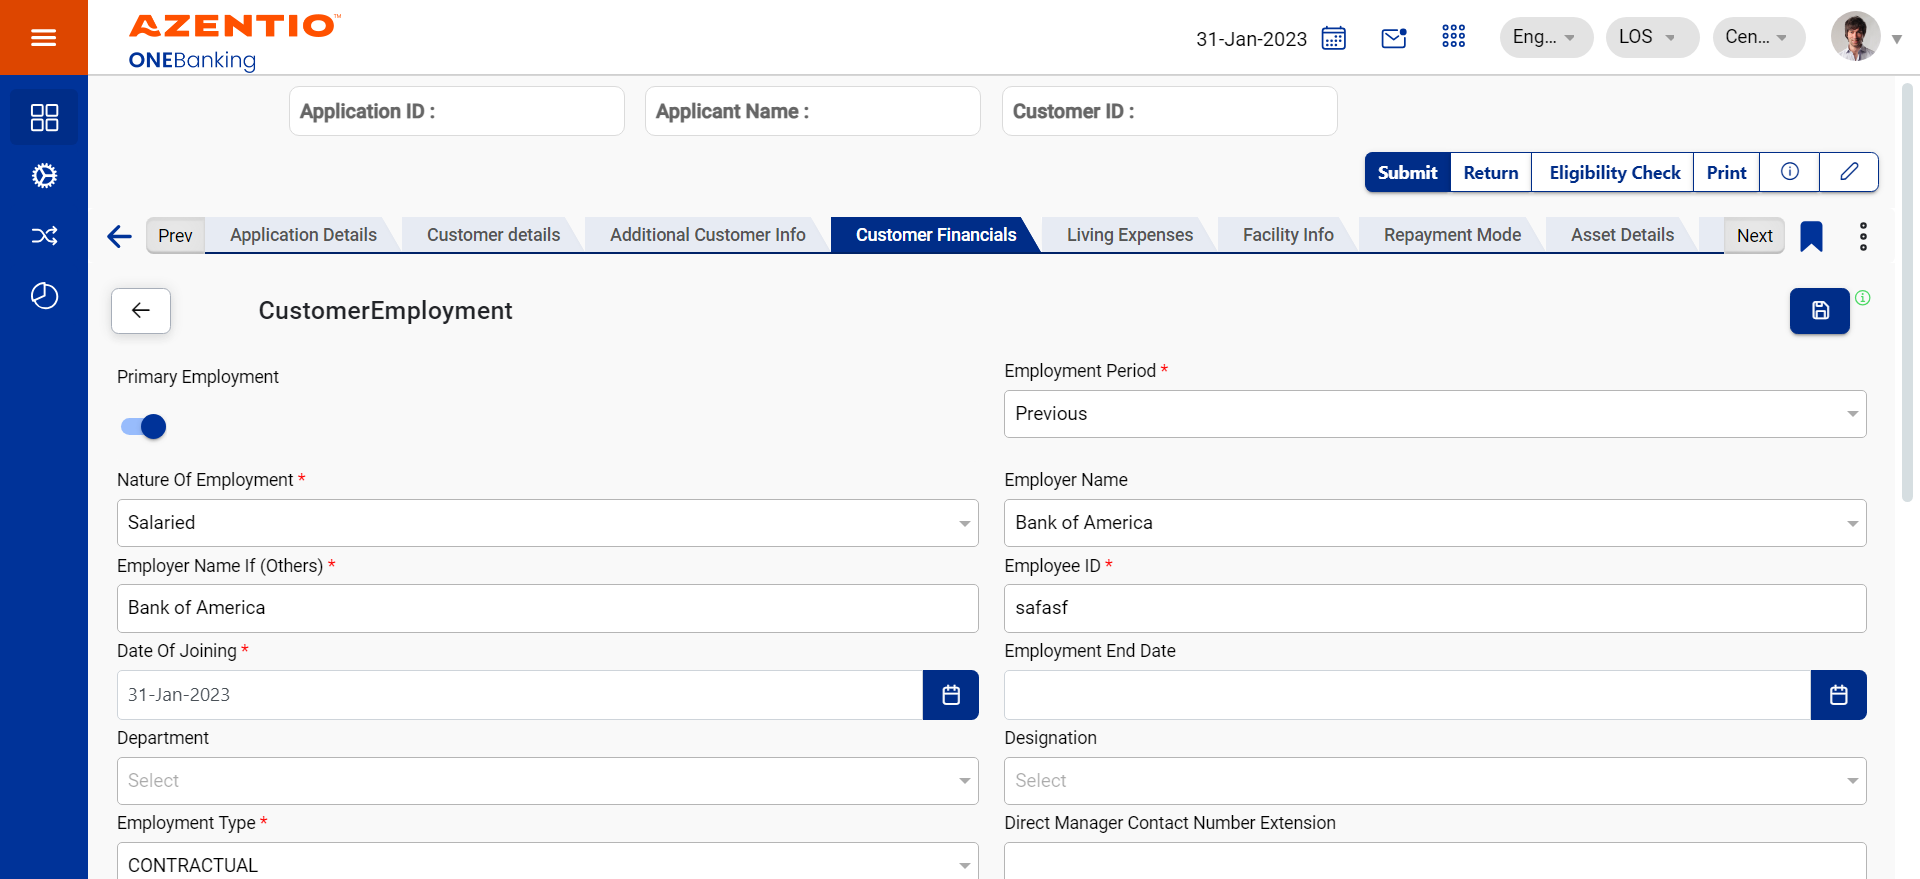 AZENTIO™
ONEBanking
31-Jan-2023
Eng...
LOS
Cen...
Application ID :
Applicant Name :
Customer ID :
Submit
Return
Eligibility Check
Print
Prev
Application Details
Customer details
Additional Customer Info
Customer Financials
Living Expenses
Facility Info
Repayment Mode
Asset Details
Next
CustomerEmployment
Primary Employment
Employment Period *
Previous
Nature Of Employment *
Employer Name
Salaried
Bank of America
Employer Name If (Others) *
Employee ID *
Bank of America
safasf
Date Of Joining *
Employment End Date
31-Jan-2023
Department
Designation
Select
Select
Employment Type *
Direct Manager Contact Number Extension
CONTRACTUAL